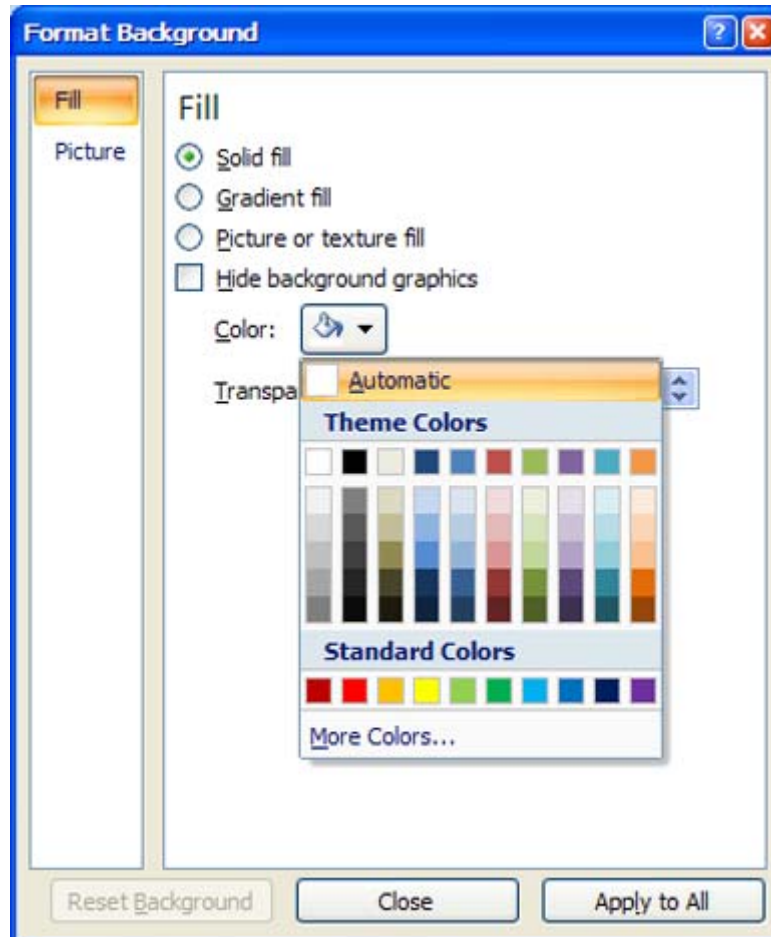 Format Background
Fill
Picture
Fill
Solid fill
Gradient fill
Picture or texture fill
Hide background graphics
Color:
Transpa
Automatic
Theme Colors
Standard Colors
More Colors...
Reset Background
Close
Apply to All